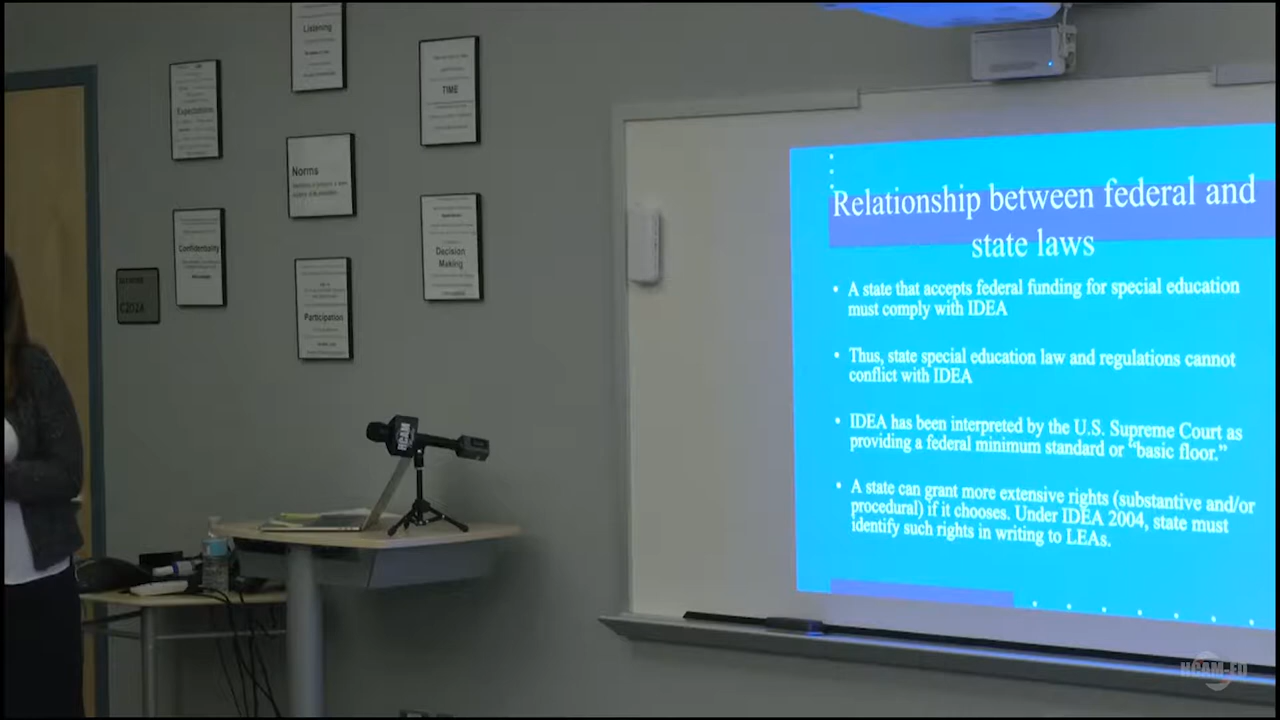 Listening
Expectations
TIME
Norms
Confidentiality
Decision
Making
Participation
C202A
HCAM
Relationship between federal and
state laws
• A state that accepts federal funding for special education
must comply with IDEA
• Thus, state special education law and regulations cannot
conflict with IDEA
• IDEA has been interpreted by the U.S. Supreme Court as
providing a federal minimum standard or “basic floor.”
• A state can grant more extensive rights (substantive and/or
procedural) if it chooses. Under IDEA 2004, state must
identify such rights in writing to LEAs.
HCAM-ED